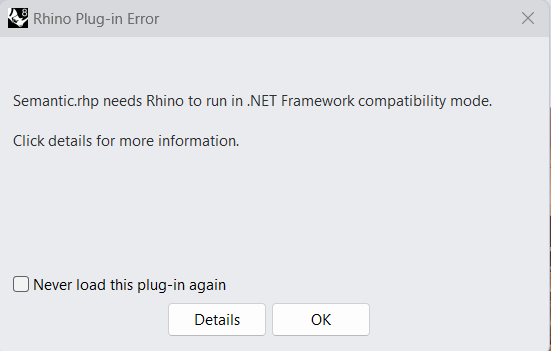 8
Rhino Plug-in Error
Semantic.rhp needs Rhino to run in .NET Framework compatibility mode.
Click details for more information.
Never load this plug-in again
Details OK